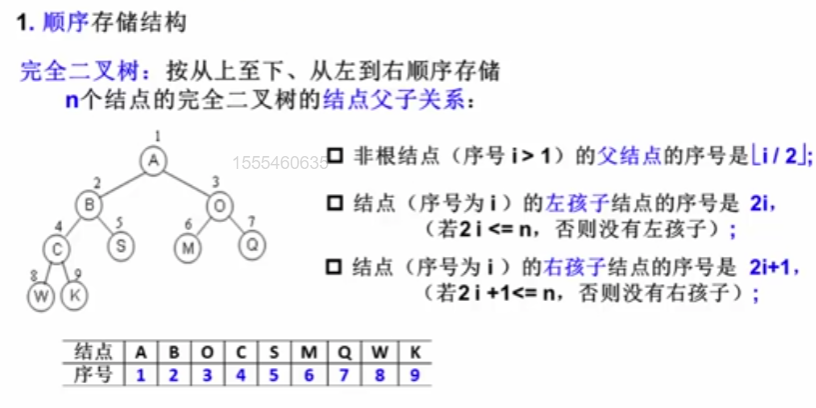 1. 顺序存储结构
完全二叉树：按从上至下、从左到右顺序存储
n个结点的完全二叉树的结点父子关系：
1
A
2
B
3
O
4
C
5
S
6
M
7
Q
8
W
9
K
1555460635
非根结点（序号 i > 1）的父结点的序号是⌊i / 2⌋;
结点（序号为 i ）的左孩子结点的序号是 2i，
（若2 i <= n，否则没有左孩子）;
结点（序号为 i ）的右孩子结点的序号是 2i+1，
（若2 i +1<= n，否则没有右孩子）;
结点 A B O C S M Q W K
序号 1 2 3 4 5 6 7 8 9